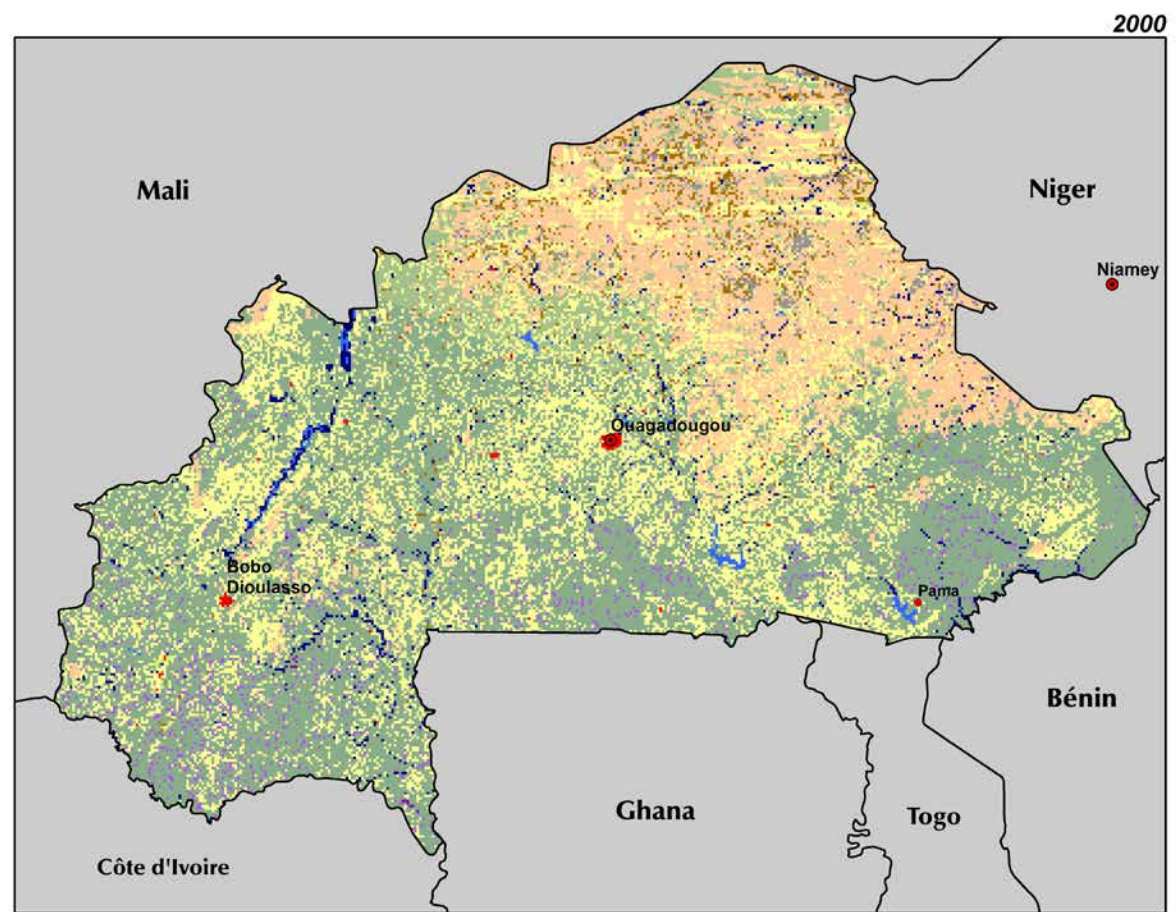 2000
Mali
Niger
Niamey
Ouagadougou
Bobo
Dioulasso
Pama
Bénin
Ghana
Togo
Côte d'Ivoire